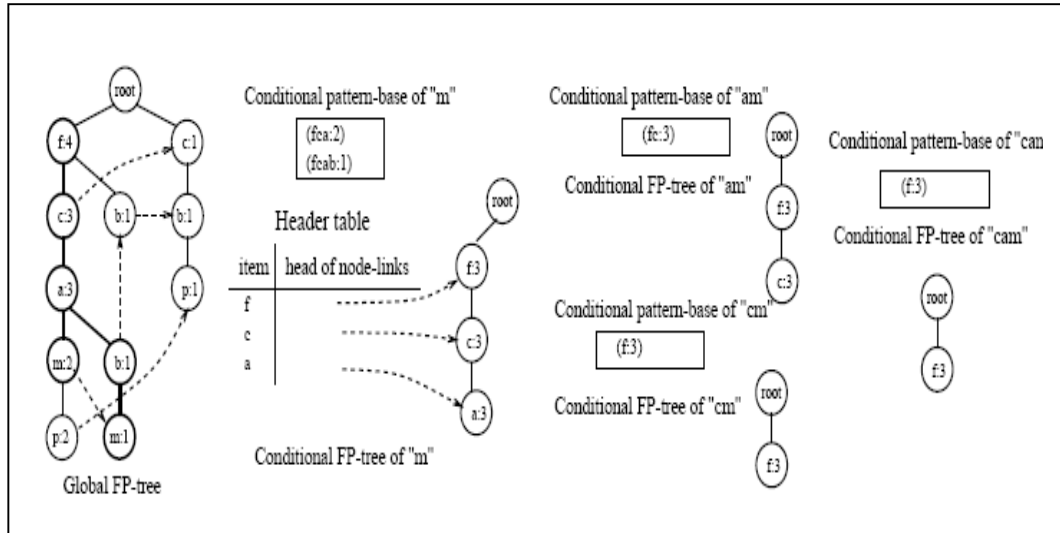 root
f:4
c:1
c:3
b:1
b:1
a:3
p:1
m:2
b:1
p:2
m:1
Global FP-tree
Conditional pattern-base of "m"
(fca:2)
(fcab:1)
Header table
item head of node-links
f
c
a
root
f:3
c:3
a:3
Conditional FP-tree of "m"
Conditional pattern-base of "am"
(fc:3)
Conditional FP-tree of "am"
root
f:3
c:3
Conditional pattern-base of "cm"
(f:3)
Conditional FP-tree of "cm"
root
f:3
Conditional pattern-base of "can
(f:3)
Conditional FP-tree of "cam"
root
f:3